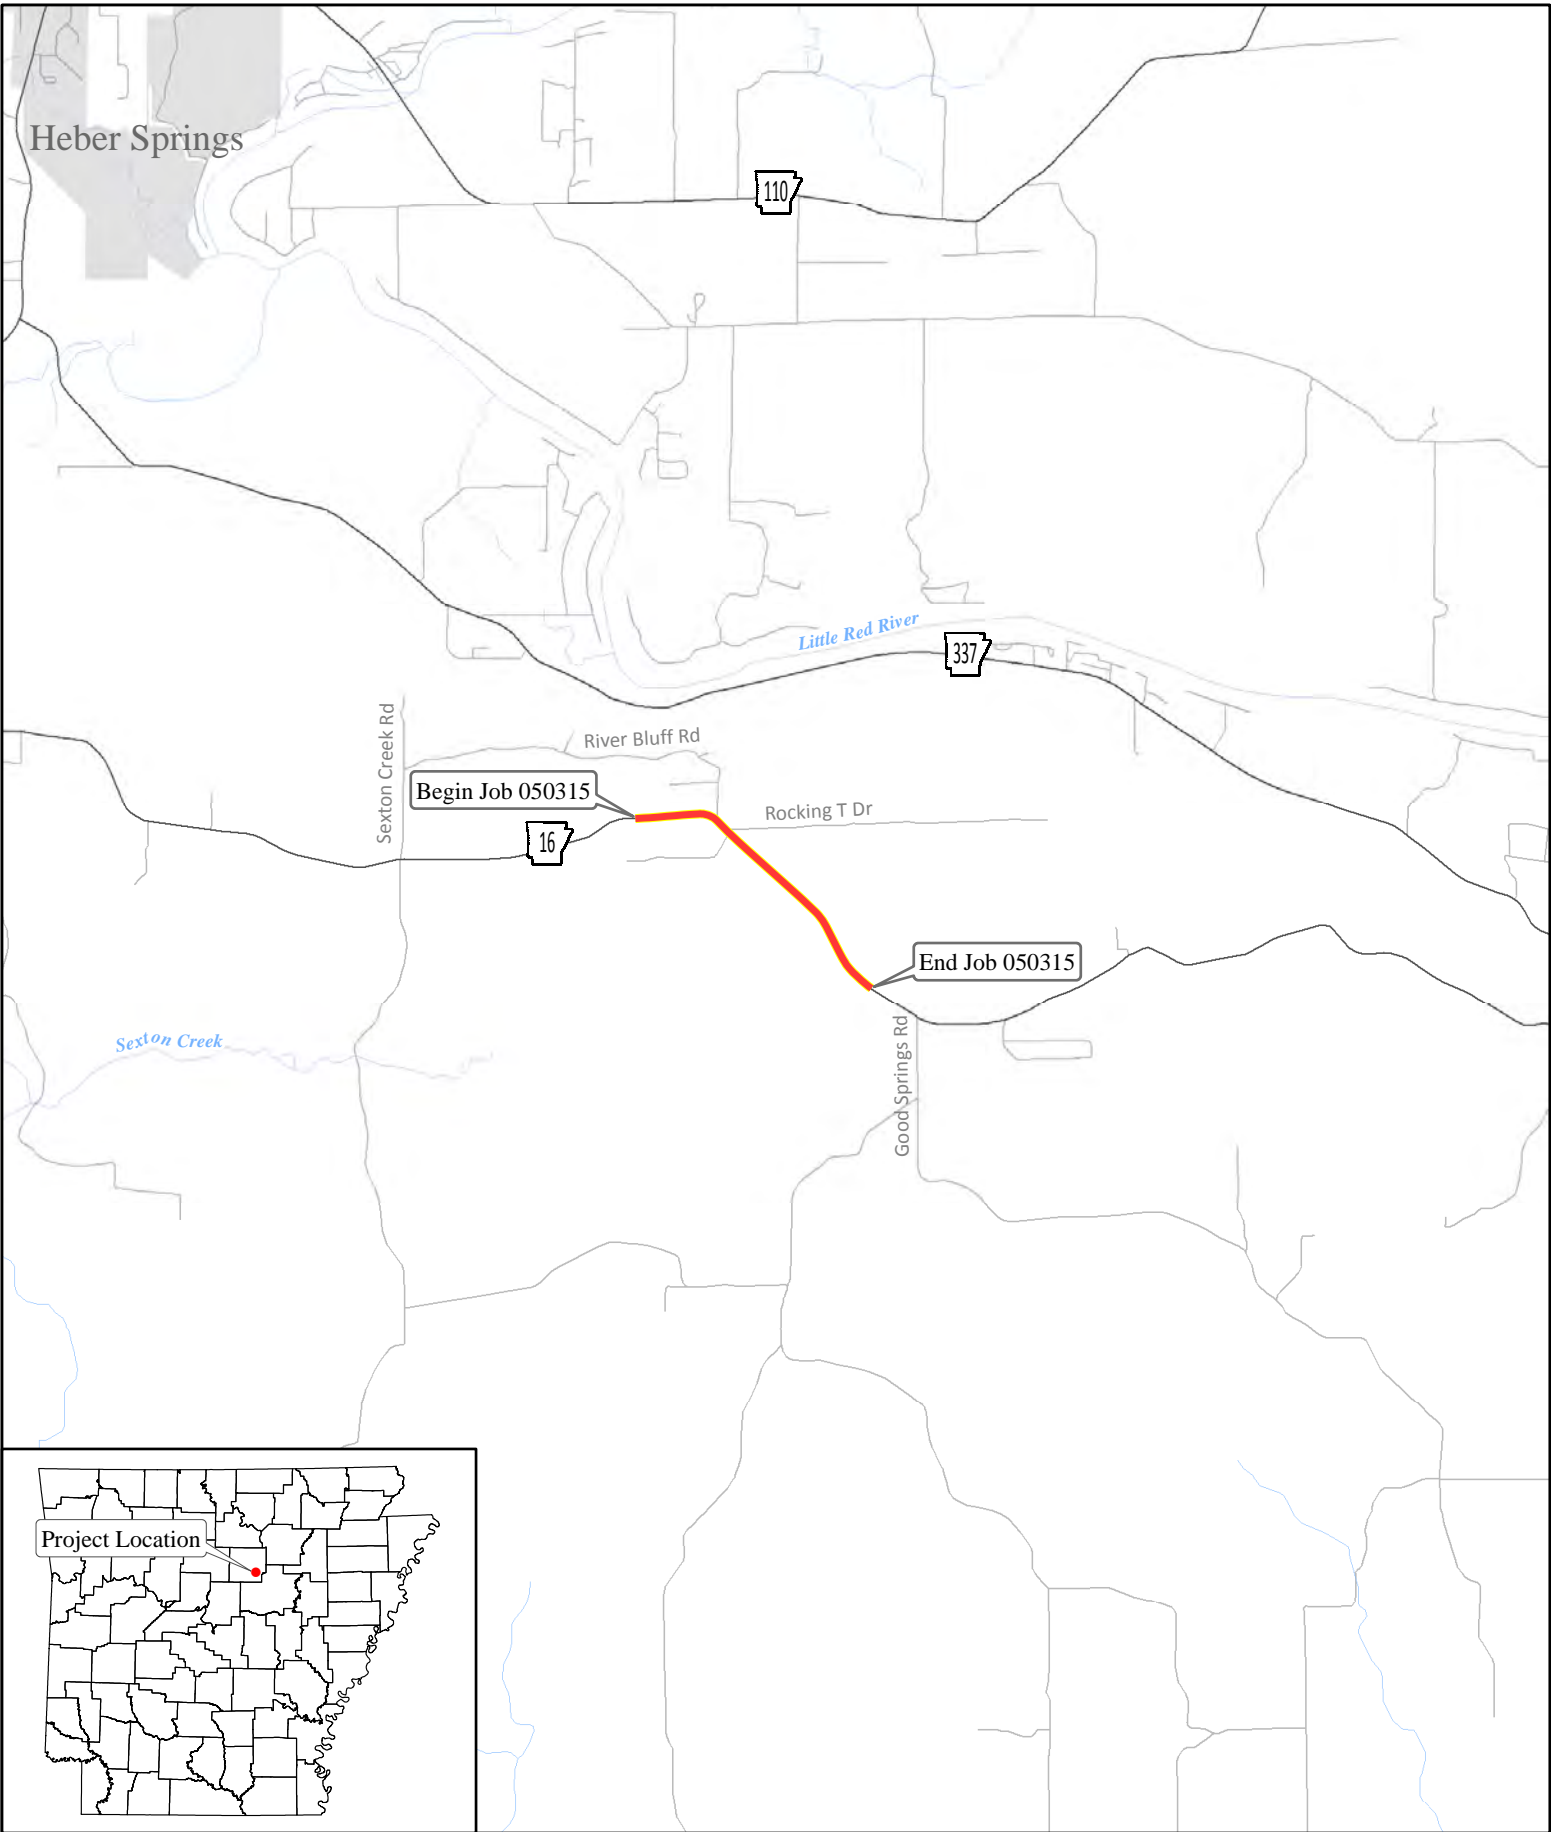 Heber Springs
110
Little Red River
337
Sexton Creek Rd
River Bluff Rd
Begin Job 050315
Rocking T Dr
16
End Job 050315
Good Springs Rd
Sexton Creek
Project Location